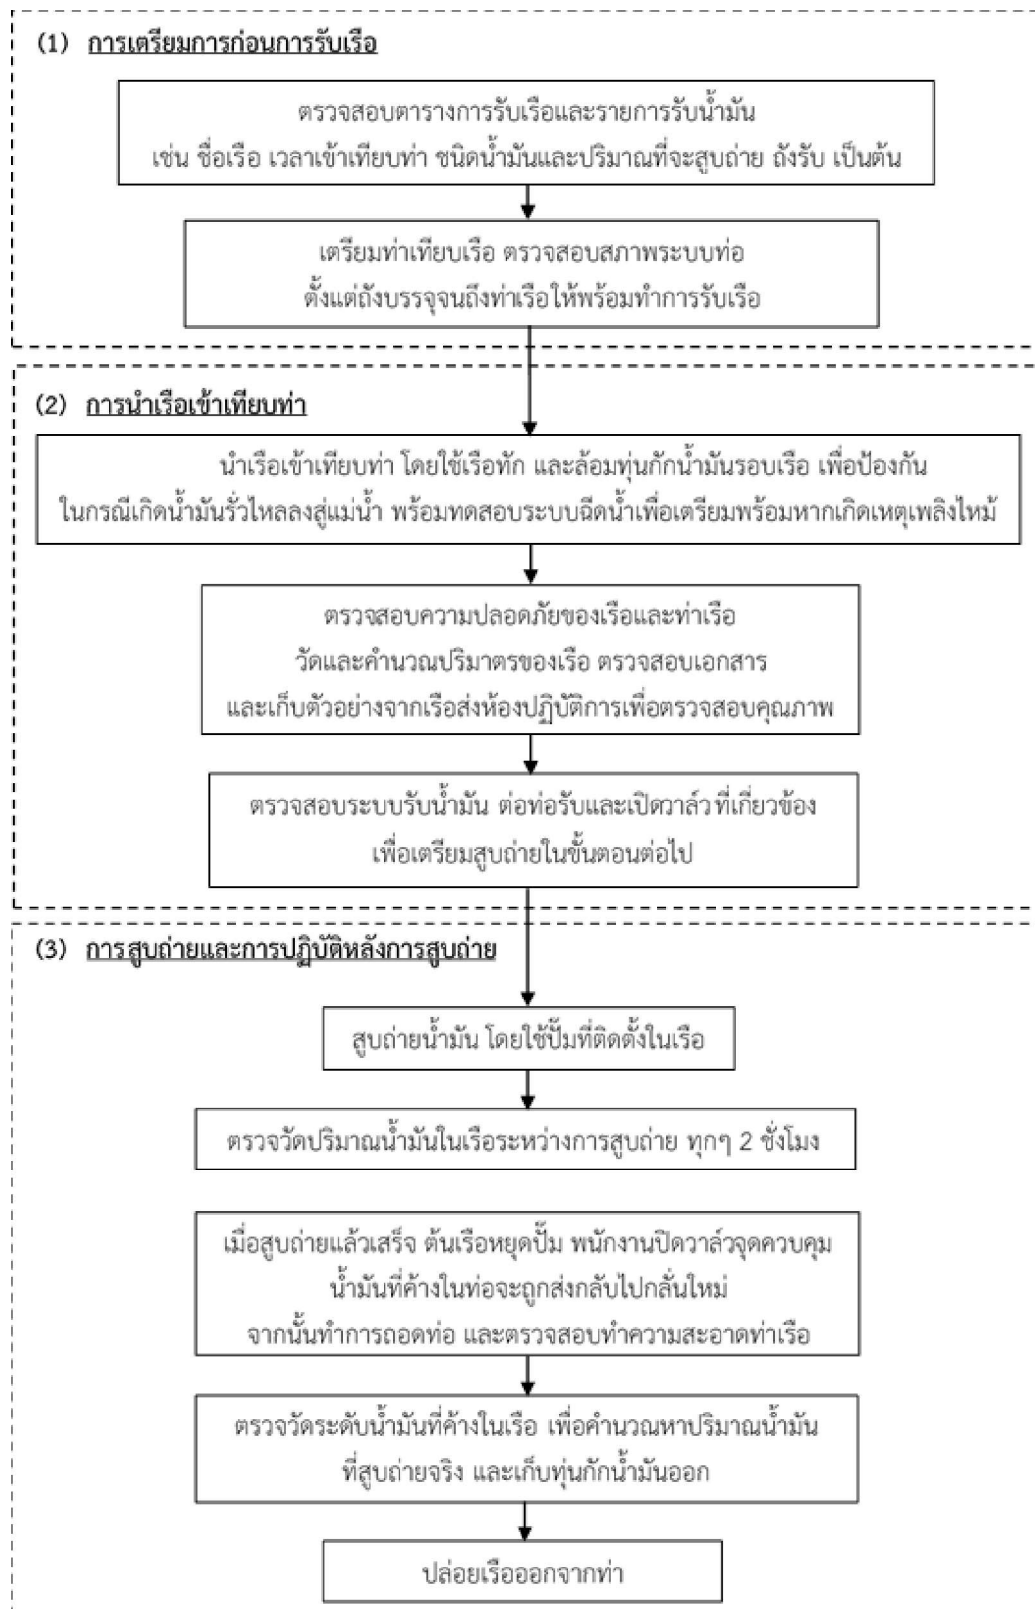 (1) การเตรียมการก่อนการรับเรือ
ตรวจสอบตารางการรับเรือและรายการรับน้ำมัน
เช่น ชื่อเรือ เวลาเข้าเทียบท่า ชนิดน้ำมันและปริมาณที่จะสูบถ่าย ถังรับ เป็นต้น
เตรียมท่าเทียบเรือ ตรวจสอบสภาพระบบท่อ
ตั้งแต่ถังบรรจุจนถึงท่าเรือให้พร้อมทำการรับเรือ
(2) การนำเรือเข้าเทียบท่า
นำเรือเข้าเทียบท่า โดยใช้เรือทัก และล้อมทุ่นกักน้ำมันรอบเรือ เพื่อป้องกัน
ในกรณีเกิดน้ำมันรั่วไหลลงสู่แม่น้ำ พร้อมทดสอบระบบฉีดน้ำเพื่อเตรียมพร้อมหากเกิดเหตุเพลิงไหม้
ตรวจสอบความปลอดภัยของเรือและท่าเรือ
วัดและคำนวณปริมาตรของเรือ ตรวจสอบเอกสาร
และเก็บตัวอย่างจากเรือส่งห้องปฏิบัติการเพื่อตรวจสอบคุณภาพ
ตรวจสอบระบบรับน้ำมัน ต่อท่อรับและเปิดวาล์วที่เกี่ยวข้อง
เพื่อเตรียมสูบถ่ายในขั้นตอนต่อไป
(3) การสูบถ่ายและการปฏิบัติหลังการสูบถ่าย
สูบถ่ายน้ำมัน โดยใช้ปั๊มที่ติดตั้งในเรือ
ตรวจวัดปริมาณน้ำมันในเรือระหว่างการสูบถ่าย ทุกๆ 2 ชั่งโมง
เมื่อสูบถ่ายแล้วเสร็จ ต้นเรือหยุดปั๊ม พนักงานปิดวาล์วจุดควบคุม
น้ำมันที่ค้างในท่อจะถูกส่งกลับไปกลั่นใหม่
จากนั้นทำการถอดท่อ และตรวจสอบทำความสะอาดท่าเรือ
ตรวจวัดระดับน้ำมันที่ค้างในเรือ เพื่อคำนวณหาปริมาณน้ำมัน
ที่สูบถ่ายจริง และเก็บทุ่นกักน้ำมันออก
ปล่อยเรือออกจากท่า